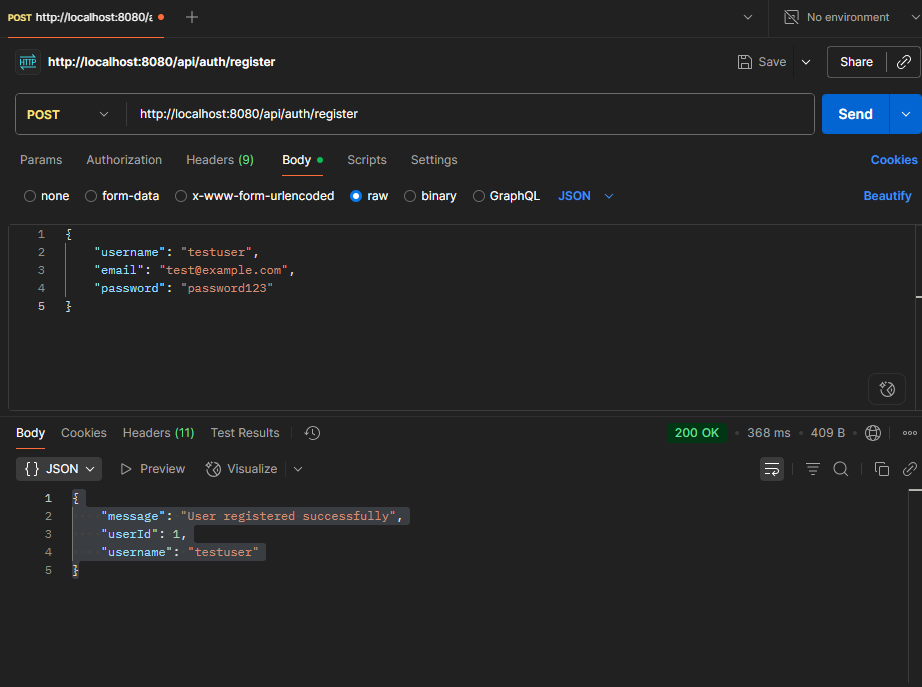 POST http://localhost:8080/a
No environment
HTTP http://localhost:8080/api/auth/register
Save
Share
POST http://localhost:8080/api/auth/register
Send
Params Authorization Headers (9) Body Scripts Settings Cookies
none form-data x-www-form-urlencoded raw binary GraphQL JSON Beautify
1 {
2 "username": "testuser",
3 "email": "test@example.com",
4 "password": "password123"
5 }
Body Cookies Headers (11) Test Results 200 OK • 368 ms • 409 B •
{} JSON Preview Visualize
1 {
2 "message": "User registered successfully",
3 "userId": 1,
4 "username": "testuser"
5 }